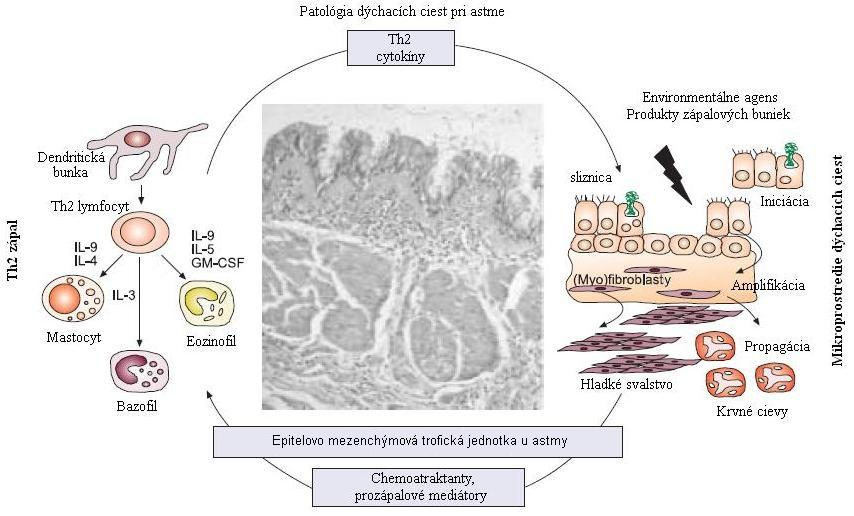 Patológia dýchacích ciest pri astme
Th2
cytokíny
Th2 zápal
Dendritická
bunka
Th2 lymfocyt
IL-9
IL-4
IL-9
IL-5
GM-CSF
IL-3
Mastocyt
Eozinofil
Bazofil
Environmentálne agens
Produkty zápalových buniek
sliznica
Iniciácia
(Myo)fibroblasty
Amplifikácia
Propagácia
Hladké svalstvo
Krvné cievy
Mikroprostredie dýchacích ciest
Epitelovo mezenchýmová trofická jednotka u astmy
Chemoatraktanty,
prozápalové mediátory